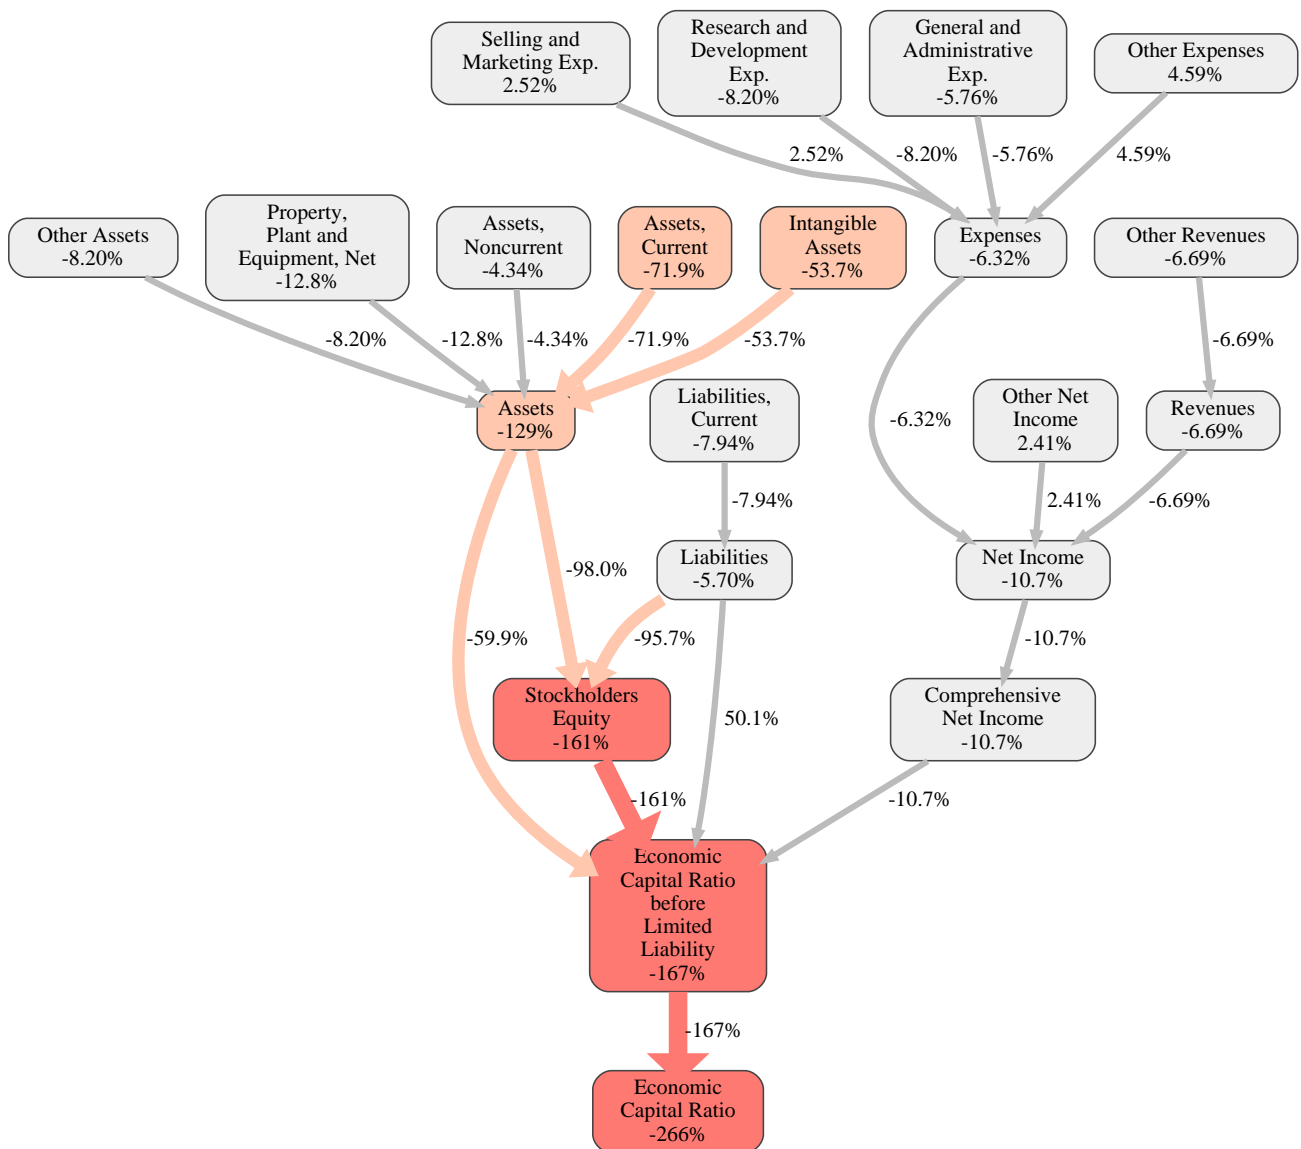 Selling and
Marketing Exp.
2.52%
Research and
Development
Exp.
-8.20%
General and
Administrative
Exp.
-5.76%
Other Expenses
4.59%
2.52%
-8.20%
-5.76%
4.59%
Other Assets
-8.20%
Property,
Plant and
Equipment, Net
-12.8%
Assets,
Noncurrent
-4.34%
Assets,
Current
-71.9%
Intangible
Assets
-53.7%
Expenses
-6.32%
Other Revenues
-6.69%
-8.20%
-12.8%
-4.34%
-71.9%
-53.7%
-6.69%
Assets
-129%
Liabilities,
Current
-7.94%
-6.32%
Other Net
Income
2.41%
Revenues
-6.69%
-7.94%
2.41%
-6.69%
-98.0%
Liabilities
-5.70%
Net Income
-10.7%
-59.9%
-95.7%
-10.7%
Stockholders
Equity
-161%
50.1%
Comprehensive
Net Income
-10.7%
-161%
-10.7%
Economic
Capital Ratio
before
Limited
Liability
-167%
-167%
Economic
Capital Ratio
-266%